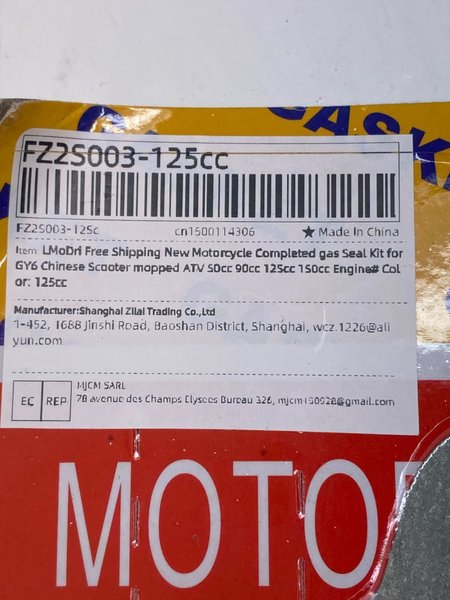 GASKE
FZ2S003-125cc
FZ2S003-125c cn1500114306 ★ Made In China
Item: LMoDri Free Shipping New Motorcycle Completed gas Seal Kit for
GY6 Chinese Scooter mopped ATV 50cc 90cc 125cc 150cc Engine# Col
or: 125cc
Manufacturer:Shanghai Zilai Trading Co.,Ltd
1-452, 1688 Jinshi Road, Baoshan District, Shanghai, wcz.1226@ali
yun.com
EC REP
MJCM SARL
78 avenue des Champs Elysees Bureau 326, mjcm150928@gmail.com
MOTO